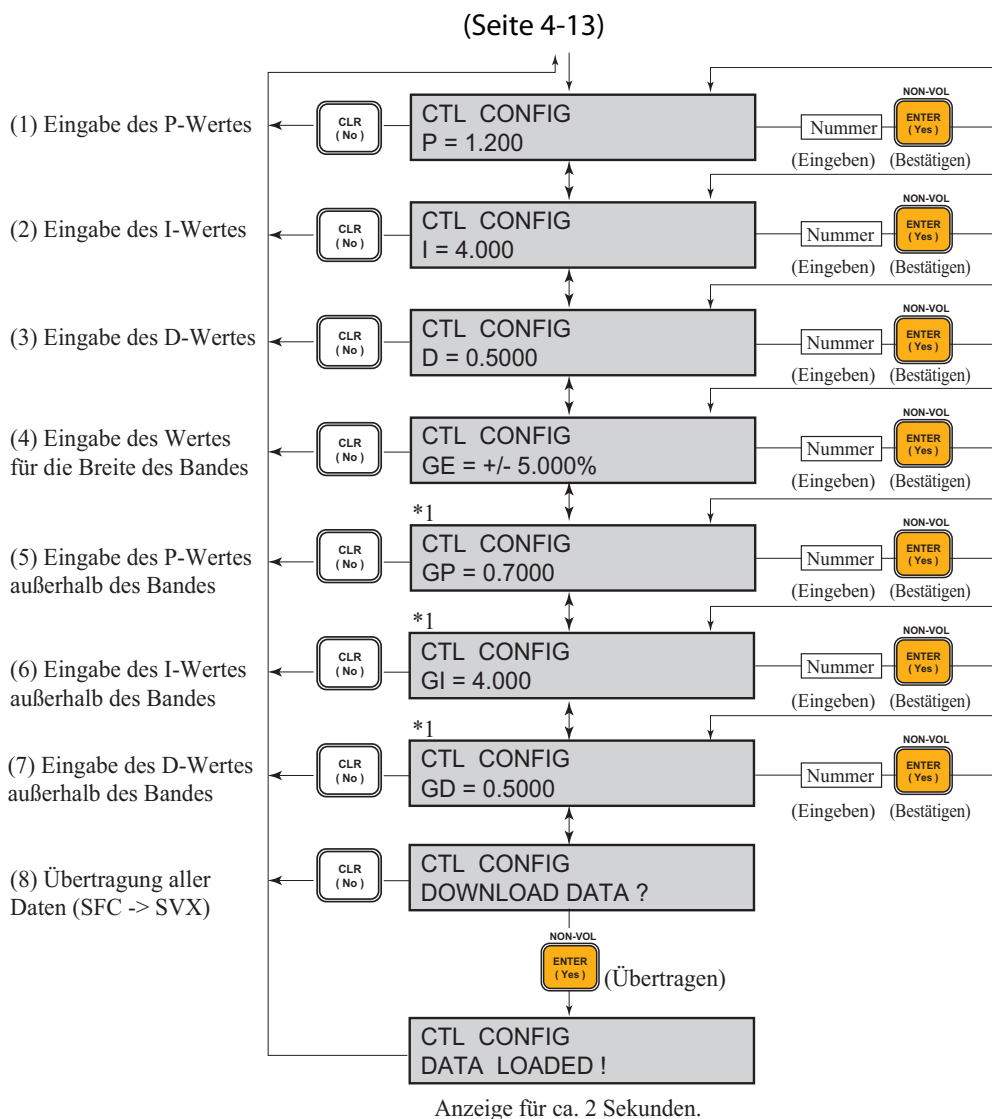 (Seite 4-13)
(1) Eingabe des P-Wertes
CLR
(No)
CTL CONFIG
P = 1.200
Nummer
NON-VOL
ENTER
(Yes)
(Eingeben) (Bestätigen)
(2) Eingabe des I-Wertes
CLR
(No)
CTL CONFIG
I = 4.000
Nummer
NON-VOL
ENTER
(Yes)
(Eingeben) (Bestätigen)
(3) Eingabe des D-Wertes
CLR
(No)
CTL CONFIG
D = 0.5000
Nummer
NON-VOL
ENTER
(Yes)
(Eingeben) (Bestätigen)
(4) Eingabe des Wertes
für die Breite des Bandes
CLR
(No)
CTL CONFIG
GE = +/- 5.000%
Nummer
NON-VOL
ENTER
(Yes)
(Eingeben) (Bestätigen)
*1
(5) Eingabe des P-Wertes
außerhalb des Bandes
CLR
(No)
CTL CONFIG
GP = 0.7000
Nummer
NON-VOL
ENTER
(Yes)
(Eingeben) (Bestätigen)
*1
(6) Eingabe des I-Wertes
außerhalb des Bandes
CLR
(No)
CTL CONFIG
GI = 4.000
Nummer
NON-VOL
ENTER
(Yes)
(Eingeben) (Bestätigen)
*1
(7) Eingabe des D-Wertes
außerhalb des Bandes
CLR
(No)
CTL CONFIG
GD = 0.5000
Nummer
NON-VOL
ENTER
(Yes)
(Eingeben) (Bestätigen)
(8) Übertragung aller
Daten (SFC -> SVX)
CLR
(No)
CTL CONFIG
DOWNLOAD DATA ?
NON-VOL
ENTER
(Yes)
(Übertragen)
CTL CONFIG
DATA LOADED !
Anzeige für ca. 2 Sekunden.